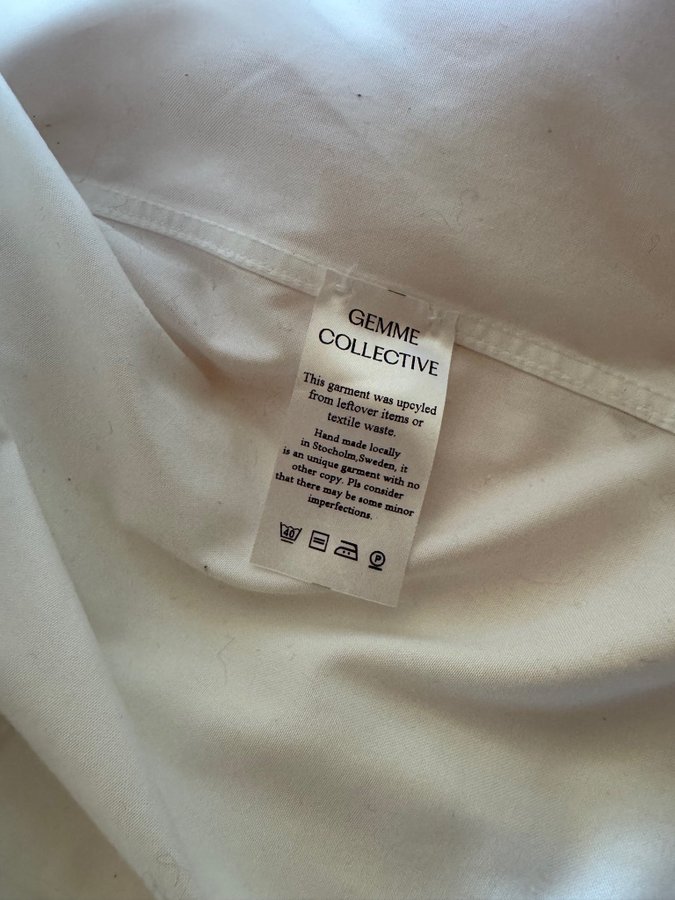 GEMME
COLLECTIVE
This garment was upcyled
from leftover items or
textile waste.
Hand made locally
in Stocholm,Sweden, it
is an unique garment with no
other copy. Pls consider
that there may be some minor
imperfections.
40
P